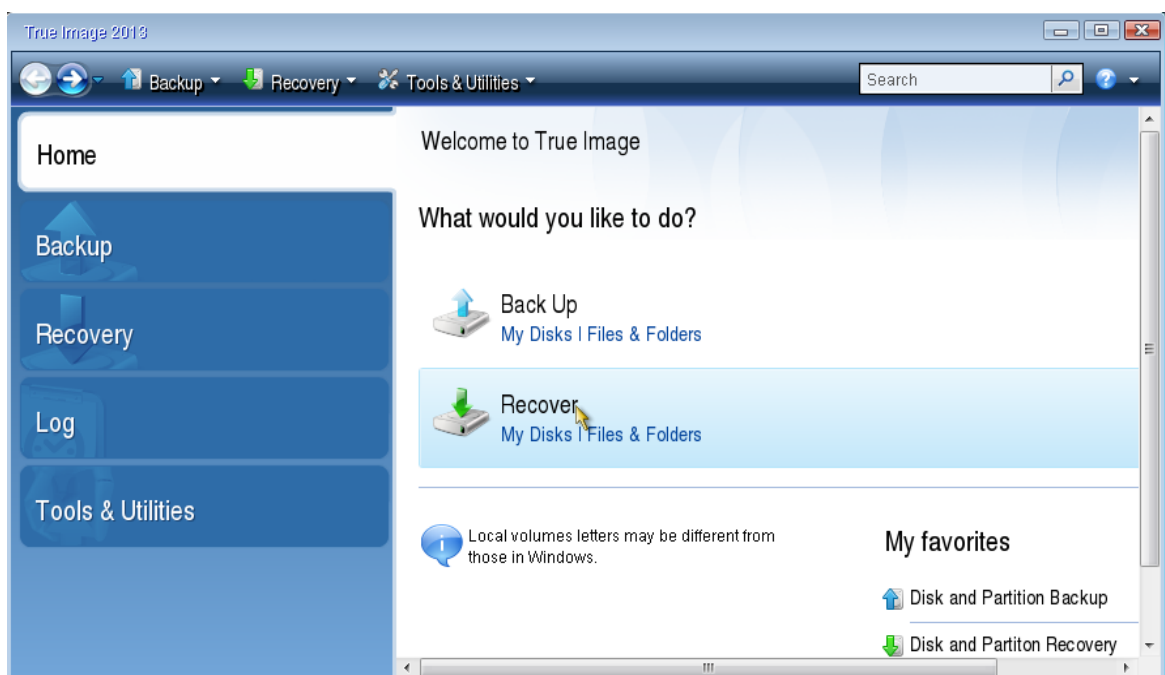 True Image 2013
Backup Recovery Tools & Utilities Search
Home
Backup
Recovery
Log
Tools & Utilities
Welcome to True Image
What would you like to do?
Back Up
My Disks | Files & Folders
Recover
My Disks | Files & Folders
Local volumes letters may be different from
those in Windows.
My favorites
Disk and Partition Backup
Disk and Partiton Recovery